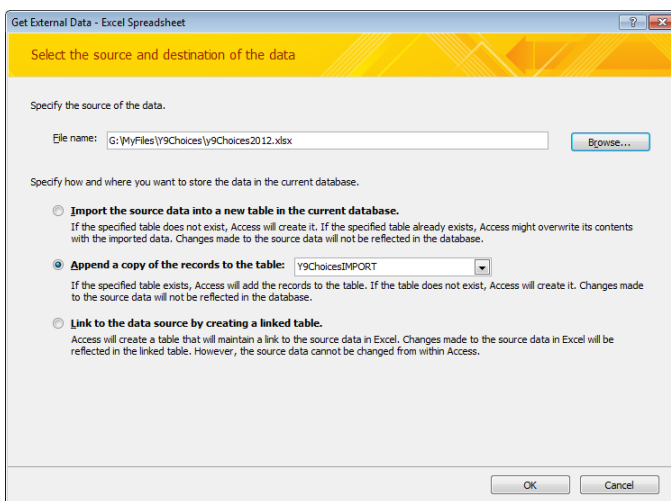 Get External Data - Excel Spreadsheet
Select the source and destination of the data
Specify the source of the data.
File name: G:\MyFiles\Y9Choices\y9Choices2012.xlsx Browse...
Specify how and where you want to store the data in the current database.
Import the source data into a new table in the current database.
If the specified table does not exist, Access will create it. If the specified table already exists, Access might overwrite its contents
with the imported data. Changes made to the source data will not be reflected in the database.
Append a copy of the records to the table: Y9ChoicesIMPORT
If the specified table exists, Access will add the records to the table. If the table does not exist, Access will create it. Changes made
to the source data will not be reflected in the database.
Link to the data source by creating a linked table.
Access will create a table that will maintain a link to the source data in Excel. Changes made to the source data in Excel will be
reflected in the linked table. However, the source data cannot be changed from within Access.
OK Cancel